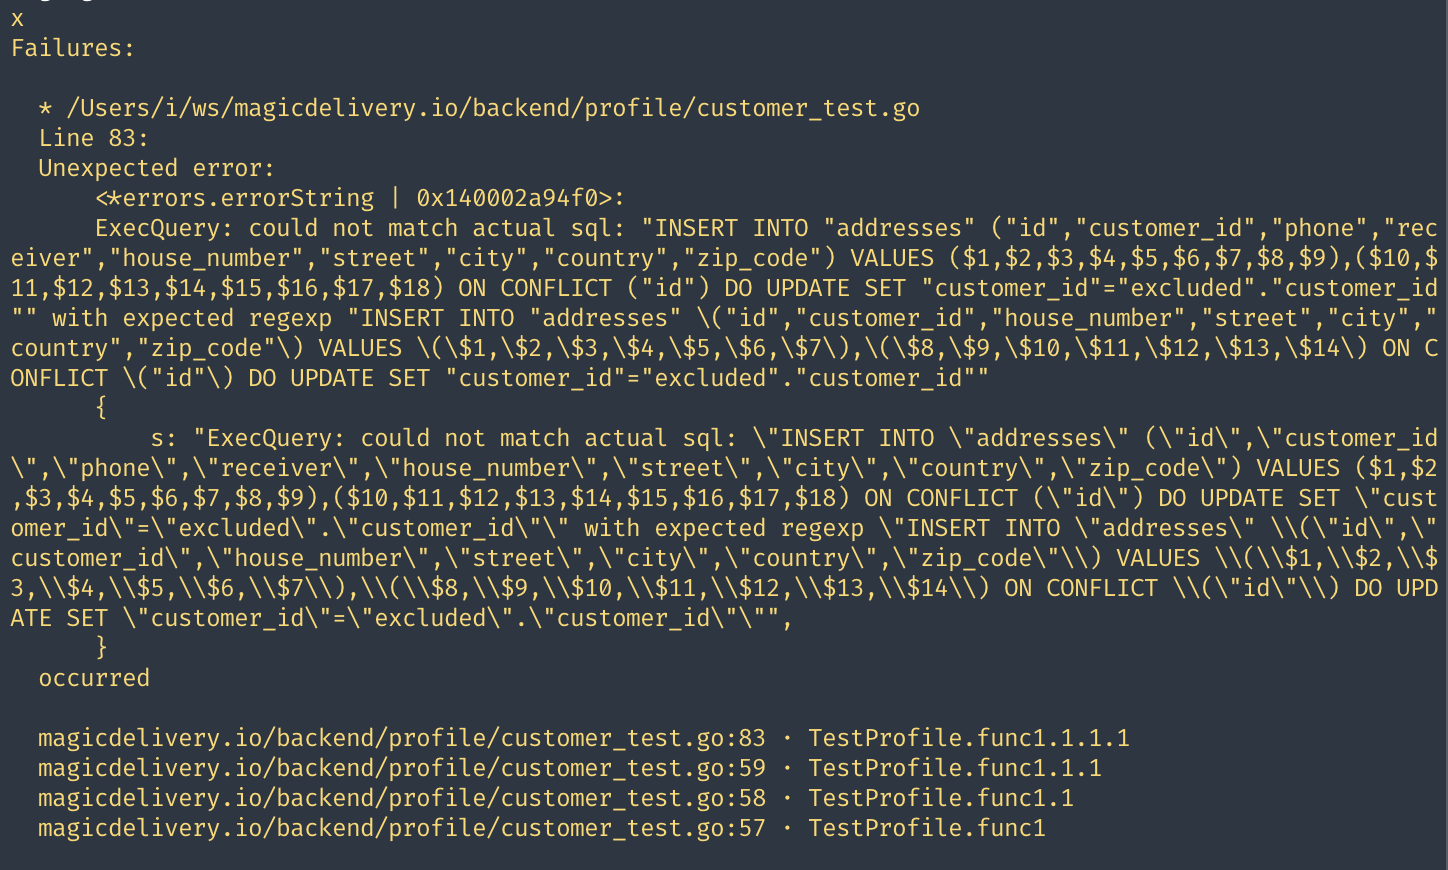 x
Failures:
* /Users/i/ws/magicdelivery.io/backend/profile/customer_test.go
Line 83:
Unexpected error:
<*errors.errorString | 0x140002a94f0>:
ExecQuery: could not match actual sql: "INSERT INTO "addresses" ("id","customer_id","phone","rec
eiver","house_number","street","city","country","zip_code") VALUES ($1,$2,$3,$4,$5,$6,$7,$8,$9),($10,$
11,$12,$13,$14,$15,$16,$17,$18) ON CONFLICT ("id") DO UPDATE SET "customer_id"="excluded"."customer_id
"" with expected regexp "INSERT INTO "addresses" \("id","customer_id","house_number","street","city","
country","zip_code"\) VALUES \(\$1,\$2,\$3,\$4,\$5,\$6,\$7\),\(\$8,\$9,\$10,\$11,\$12,\$13,\$14\) ON C
ONFLICT \("id"\) DO UPDATE SET "customer_id"="excluded"."customer_id""
{
s: "ExecQuery: could not match actual sql: \"INSERT INTO \"addresses\" (\"id\",\"customer_id
\",\"phone\",\"receiver\",\"house_number\",\"street\",\"city\",\"country\",\"zip_code\") VALUES ($1,$2
,$3,$4,$5,$6,$7,$8,$9),($10,$11,$12,$13,$14,$15,$16,$17,$18) ON CONFLICT (\"id\") DO UPDATE SET \"cust
omer_id\"=\"excluded\".\"customer_id\"\" with expected regexp \"INSERT INTO \"addresses\" \\(\"id\",\"
customer_id\",\"house_number\",\"street\",\"city\",\"country\",\"zip_code\"\\) VALUES \\(\\$1,\\$2,\\$
3,\\$4,\\$5,\\$6,\\$7\\),\\(\\$8,\\$9,\\$10,\\$11,\\$12,\\$13,\\$14\\) ON CONFLICT \\(\"id\"\\) DO UPD
ATE SET \"customer_id\"=\"excluded\".\"customer_id\"\"",
}
occurred
magicdelivery.io/backend/profile/customer_test.go:83 · TestProfile.func1.1.1.1
magicdelivery.io/backend/profile/customer_test.go:59 · TestProfile.func1.1.1
magicdelivery.io/backend/profile/customer_test.go:58 · TestProfile.func1.1
magicdelivery.io/backend/profile/customer_test.go:57 · TestProfile.func1